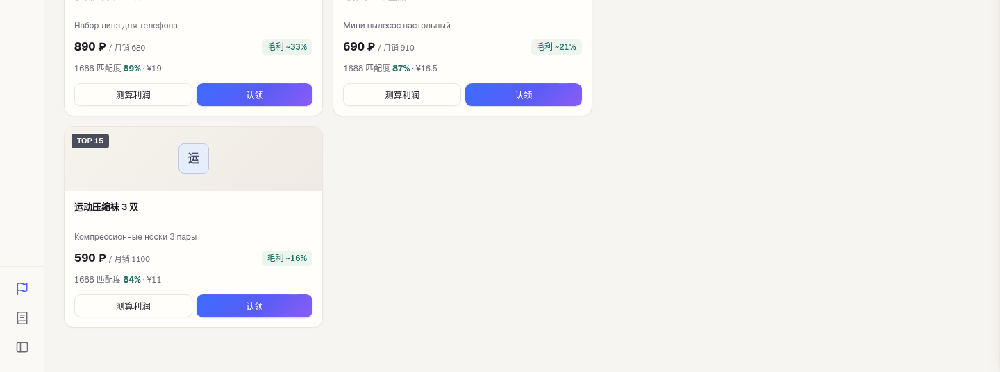 Набор линз для телефона
890 ₽ / 月销 680
毛利 ~33%
1688 匹配度 89% · ¥19
测算利润
认领
Мини пылесос настольный
690 ₽ / 月销 910
毛利 ~21%
1688 匹配度 87% · ¥16.5
测算利润
认领
TOP 15
运
运动压缩袜 3 双
Компрессионные носки 3 пары
590 ₽ / 月销 1100
毛利 ~16%
1688 匹配度 84% · ¥11
测算利润
认领